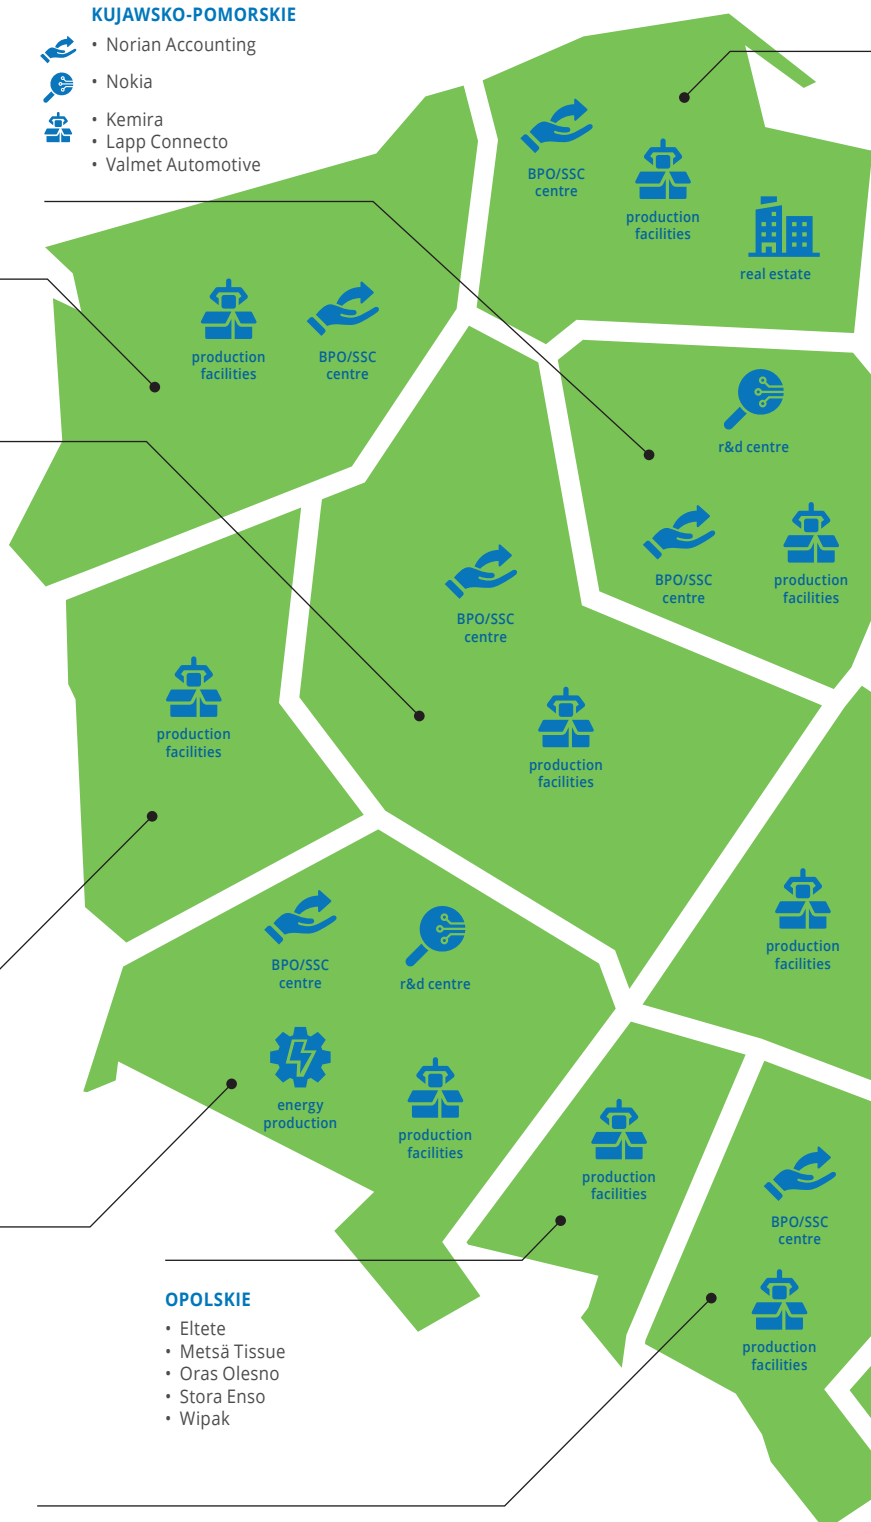 KUJAWSKO-POMORSKIE
• Norian Accounting
• Nokia
• Kemira
• Lapp Connecto
• Valmet Automotive
BPO/SSC
centre
production
facilities
real estate
production
facilities
BPO/SSC
centre
r&d centre
BPO/SSC
centre
production
facilities
BPO/SSC
centre
production
facilities
production
facilities
production
facilities
BPO/SSC
centre
r&d centre
energy
production
production
facilities
production
facilities
BPO/SSC
centre
production
facilities
OPOLSKIE
• Eltete
• Metsä Tissue
• Oras Olesno
• Stora Enso
• Wipak